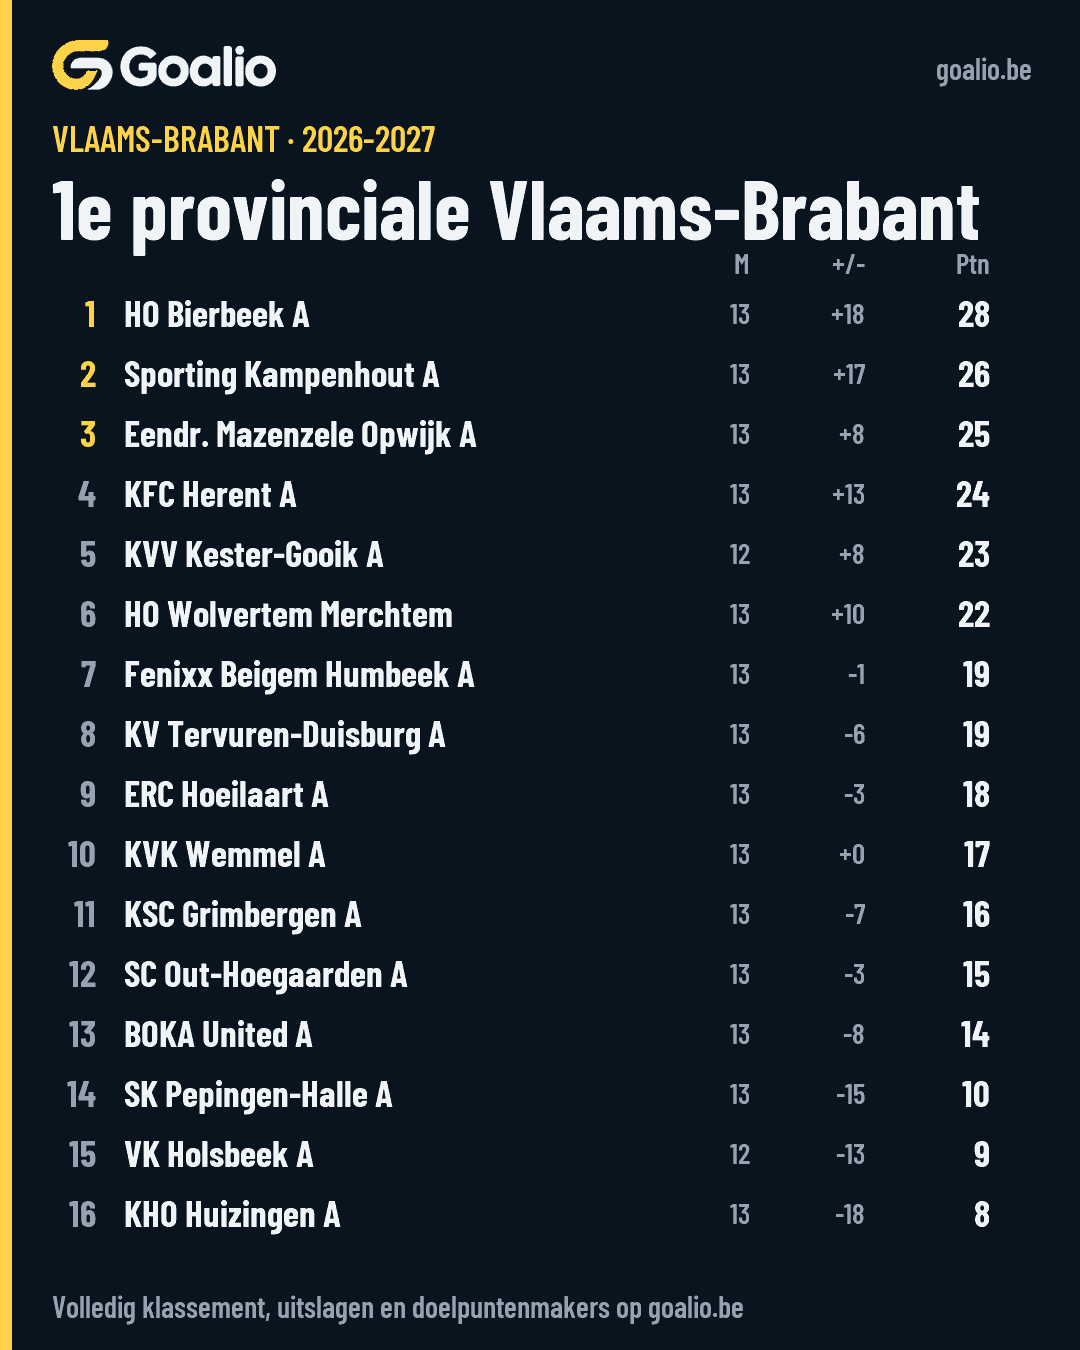 Goalio
goalio.be
VLAAMS-BRABANT · 2026-2027
1e provinciale Vlaams-Brabant
M +/- Ptn
1 HO Bierbeek A 13 +18 28
2 Sporting Kampenhout A 13 +17 26
3 Eendr. Mazenzele Opwijk A 13 +8 25
4 KFC Herent A 13 +13 24
5 KVV Kester-Gooik A 12 +8 23
6 HO Wolvertem Merchtem 13 +10 22
7 Fenixx Beigem Humbeek A 13 -1 19
8 KV Tervuren-Duisburg A 13 -6 19
9 ERC Hoeilaart A 13 -3 18
10 KVK Wemmel A 13 +0 17
11 KSC Grimbergen A 13 -7 16
12 SC Out-Hoegaarden A 13 -3 15
13 BOKA United A 13 -8 14
14 SK Pepingen-Halle A 13 -15 10
15 VK Holsbeek A 12 -13 9
16 KHO Huizingen A 13 -18 8
Volledig klassement, uitslagen en doelpuntenmakers op goalio.be